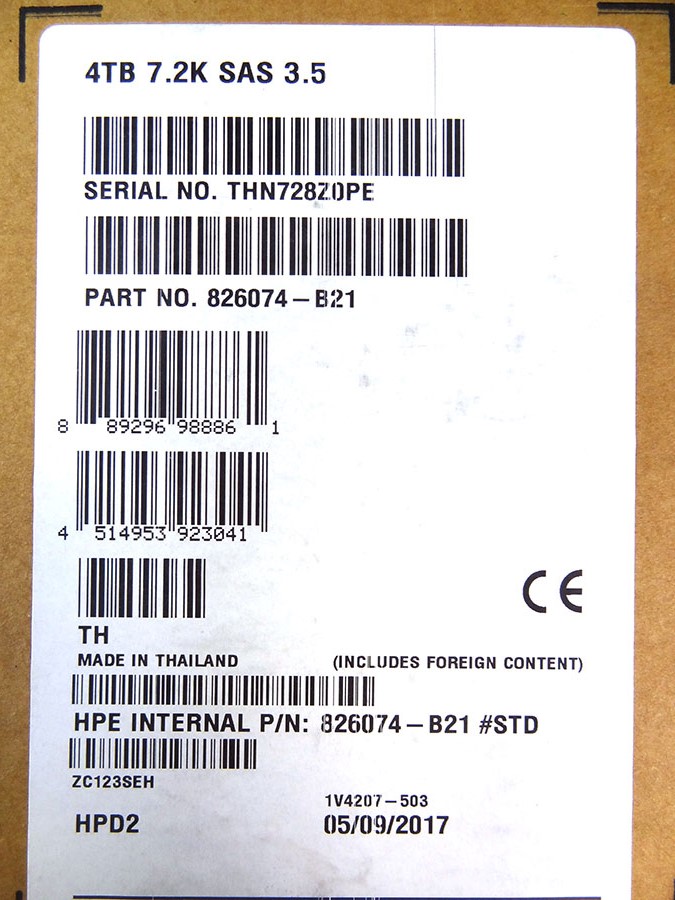 4TB 7.2K SAS 3.5
SERIAL NO. THN728Z0PE
PART NO. 826074-B21
8 89296 98886 1
4 514953 923041
CE
TH
MADE IN THAILAND (INCLUDES FOREIGN CONTENT)
HPE INTERNAL P/N: 826074-B21 #STD
ZC123SEH
1V4207-503
HPD2 05/09/2017